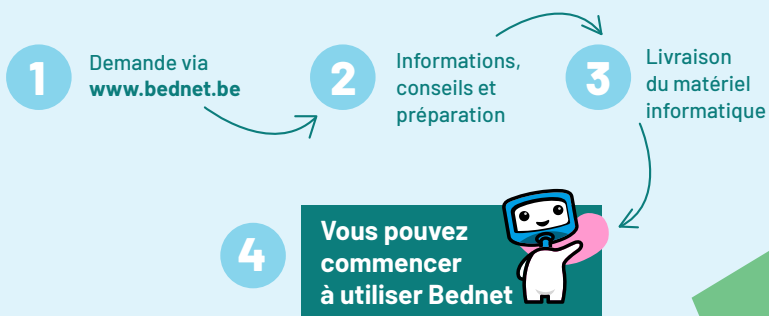 1
Demande via
www.bednet.be
2
Informations,
conseils et
préparation
3
Livraison
du matériel
informatique
4
Vous pouvez
commencer
à utiliser Bednet